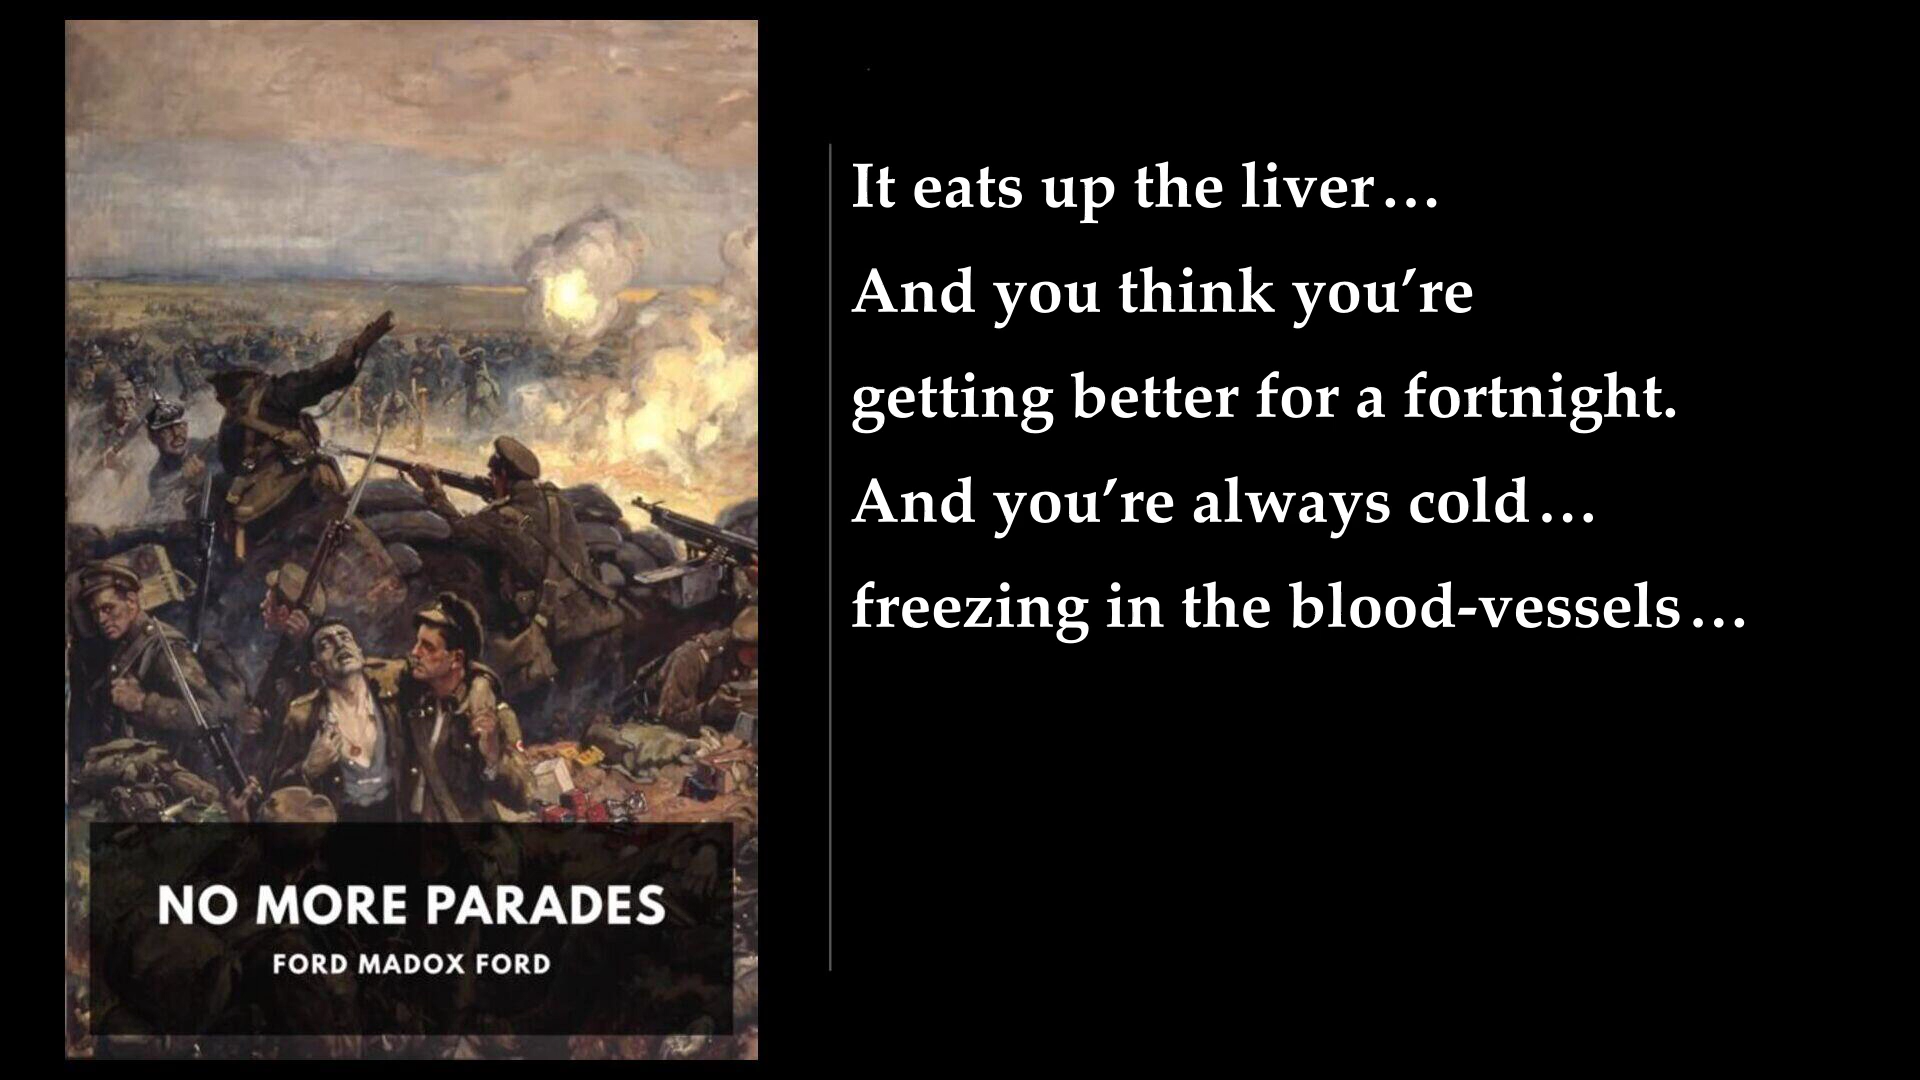 It eats up the liver…
And you think you’re
getting better for a fortnight.
And you’re always cold…
freezing in the blood-vessels…
NO MORE PARADES
FORD MADOX FORD